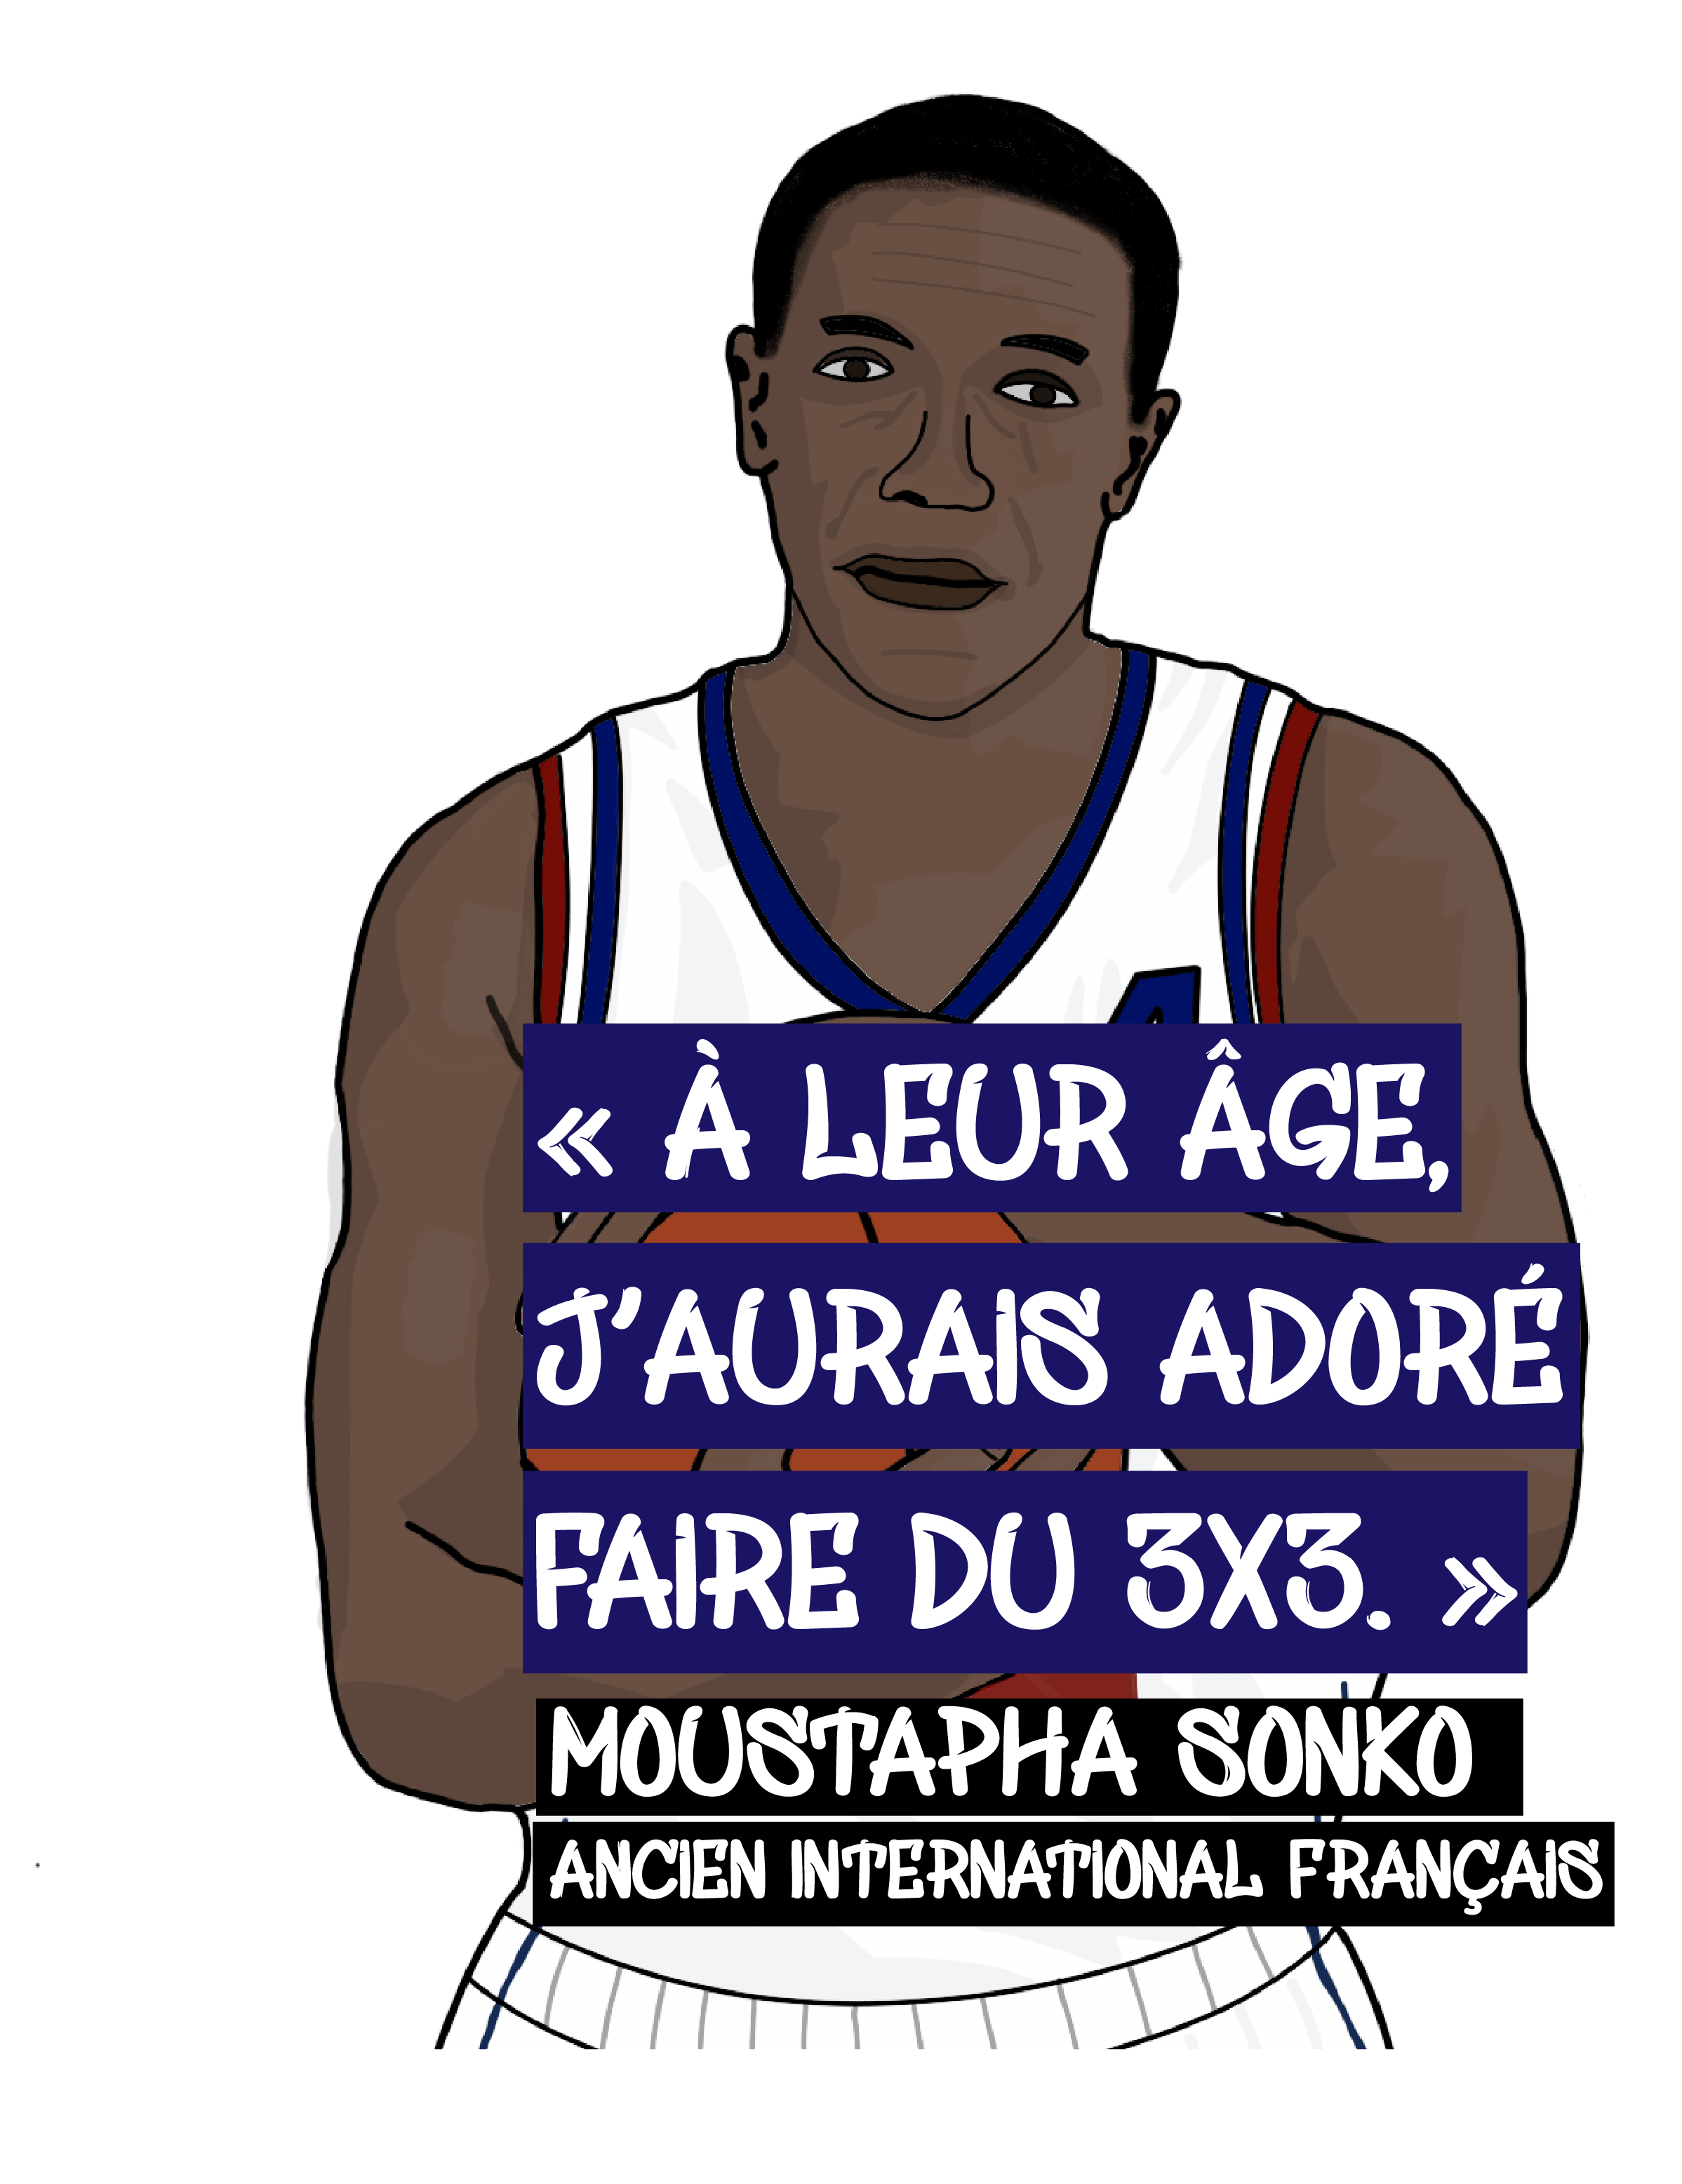 « À LEUR ÂGE,
J'AURAIS ADORÉ
FAIRE DU 3X3. »
MOUSTAPHA SONKO
ANCIEN INTERNATIONAL FRANÇAIS